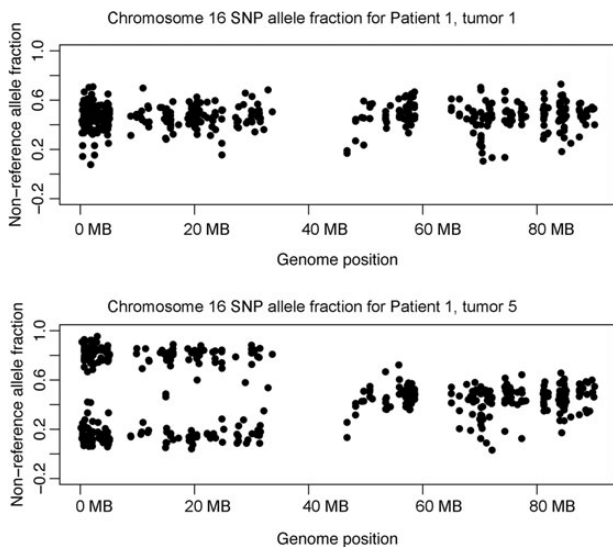 Chromosome 16 SNP allele fraction for Patient 1, tumor 1
Non-reference allele fraction
1.0
0.6
0.2
−0.2
0 MB 20 MB 40 MB 60 MB 80 MB
Genome position
Chromosome 16 SNP allele fraction for Patient 1, tumor 5
Non-reference allele fraction
1.0
0.6
0.2
−0.2
0 MB 20 MB 40 MB 60 MB 80 MB
Genome position